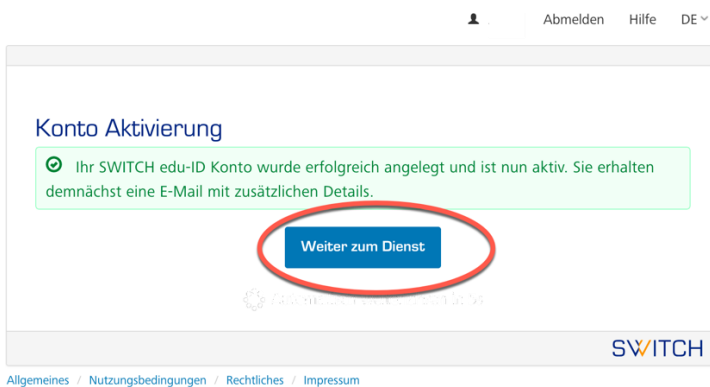 Abmelden Hilfe DE
Konto Aktivierung
Ihr SWITCH edu-ID Konto wurde erfolgreich angelegt und ist nun aktiv. Sie erhalten
demnächst eine E-Mail mit zusätzlichen Details.
Weiter zum Dienst
SWITCH
Allgemeines / Nutzungsbedingungen / Rechtliches / Impressum